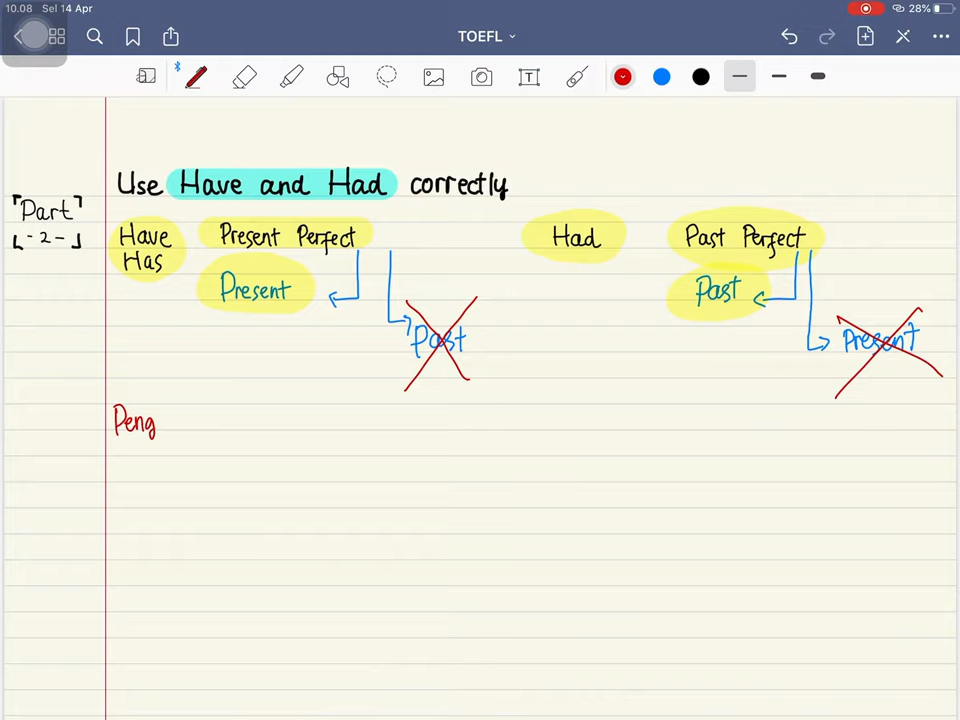 10.08 Sel 14 Apr
28%
TOEFL
T
Use Have and Had correctly
Part
- 2 -
Have Present Perfect Had Past Perfect
Has
Present Past
Past Present
Peng